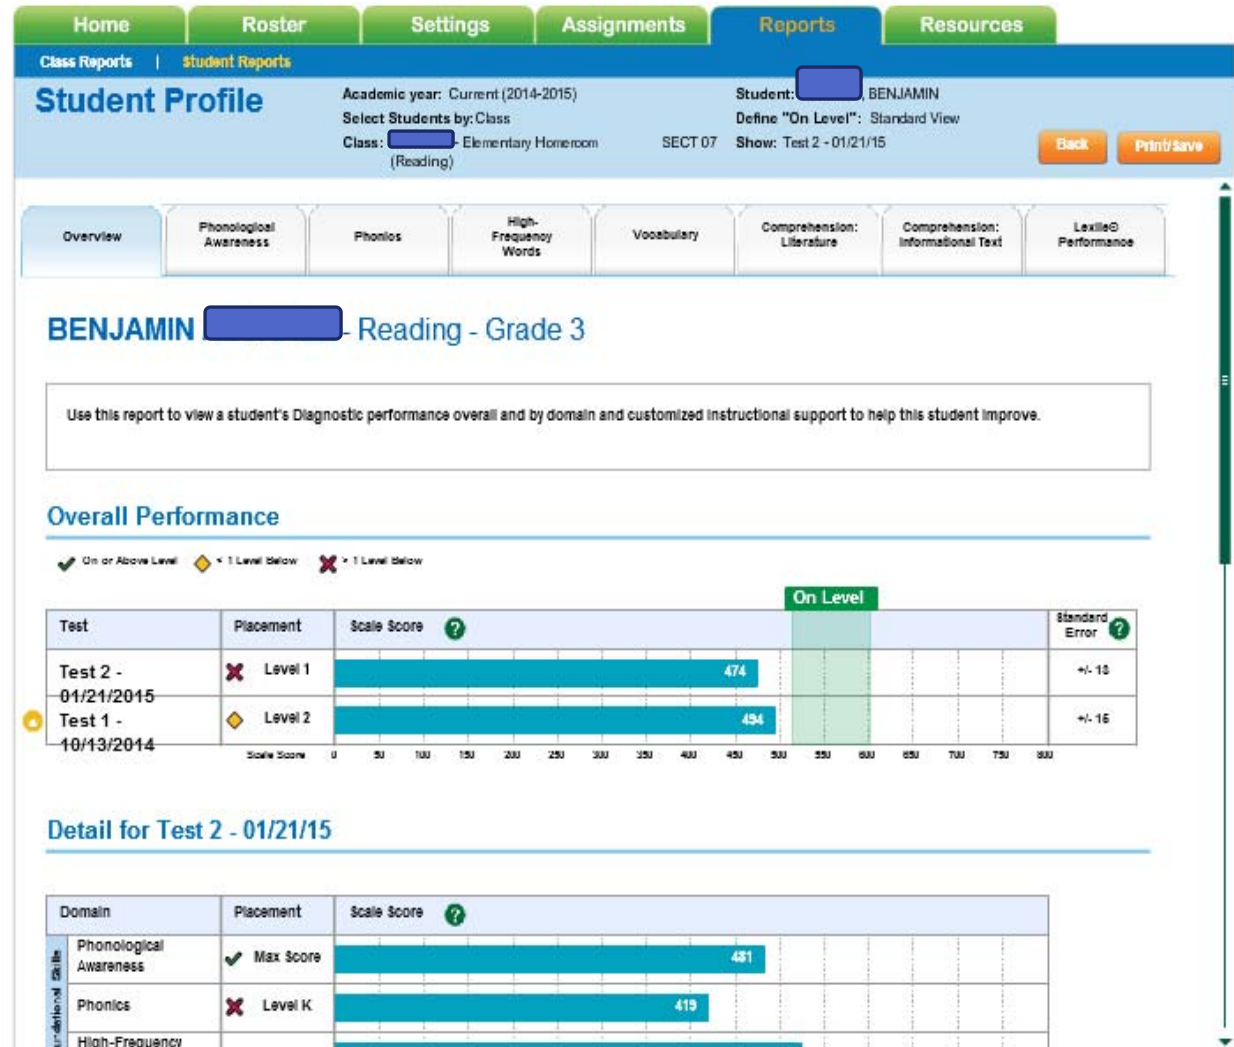 Home Roster Settings Assignments Reports Resources
Class Reports | Student Reports
Student Profile
Academic year: Current (2014-2015)
Select Students by: Class
Class: - Elementary Homeroom SECT 07
(Reading)
Student: , BENJAMIN
Define "On Level": Standard View
Show: Test 2 - 01/21/15
Back Print/Save
Overview
Phonological
Awareness
Phonics
High-
Frequency
Words
Vocabulary
Comprehension:
Literature
Comprehension:
Informational Text
Lexile®
Performance
BENJAMIN - Reading - Grade 3
Use this report to view a student's Diagnostic performance overall and by domain and customized instructional support to help this student improve.
Overall Performance
On or Above Level < 1 Level Below > 1 Level Below
On Level
Test Placement Scale Score ? Standard
Error ?
Test 2 -
01/21/2015
Level 1 474 +/- 13
Test 1 -
10/13/2014
Level 2 494 +/- 15
Scale Score 0 50 100 150 200 250 300 350 400 450 500 550 600 650 700 750 800
Detail for Test 2 - 01/21/15
Domain Placement Scale Score ?
Phonological
Awareness
Max Score 481
Phonics Level K 419
High-Frequency